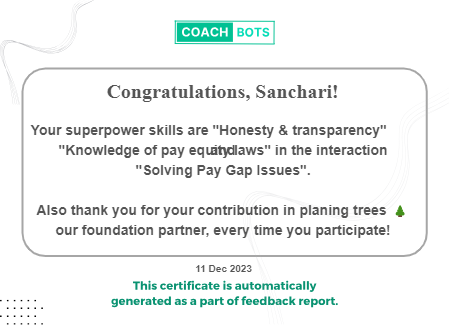 COACH BOTS
Congratulations, Sanchari!
Your superpower skills are "Honesty & transparency"
"Knowledge of pay equity laws" and in the interaction
"Solving Pay Gap Issues".
Also thank you for your contribution in planing trees 🌲
our foundation partner, every time you participate!
11 Dec 2023
This certificate is automatically
generated as a part of feedback report.